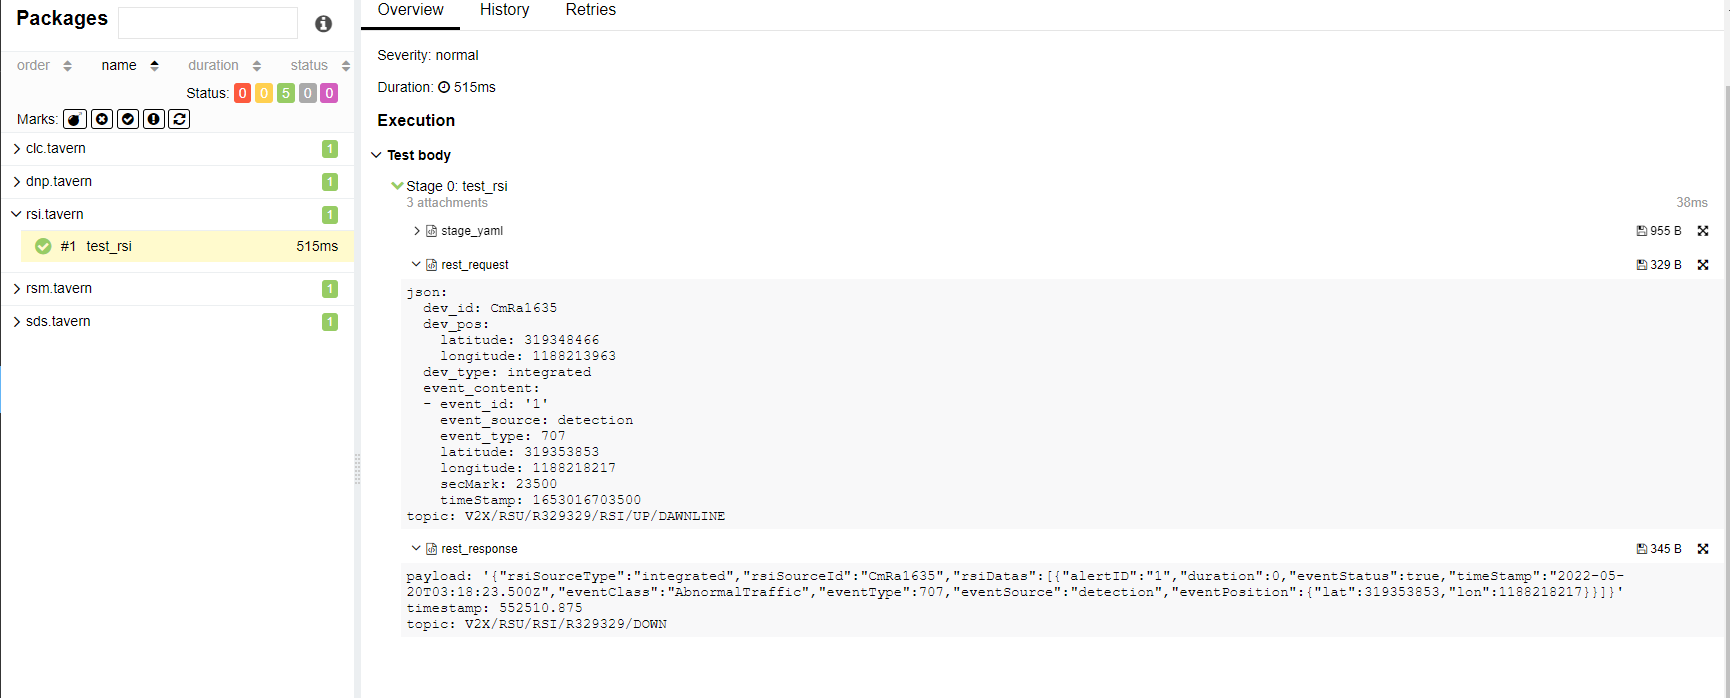 Packages
order name duration status
Status: 0 0 5 0 0
Marks:
clc.tavern 1
dnp.tavern 1
rsi.tavern 1
#1 test_rsi 515ms
rsm.tavern 1
sds.tavern 1
Overview History Retries
Severity: normal
Duration: 515ms
Execution
Test body
Stage 0: test_rsi
3 attachments 38ms
stage_yaml 955 B
rest_request 329 B
json:
dev_id: CmRa1635
dev_pos:
latitude: 319348466
longitude: 1188213963
dev_type: integrated
event_content:
- event_id: '1'
event_source: detection
event_type: 707
latitude: 319353853
longitude: 1188218217
secMark: 23500
timeStamp: 1653016703500
topic: V2X/RSU/R329329/RSI/UP/DAWNLINE
rest_response 345 B
payload: '{"rsiSourceType":"integrated","rsiSourceId":"CmRa1635","rsiDatas":[{"alertID":"1","duration":0,"eventStatus":true,"timeStamp":"2022-05-
20T03:18:23.500Z","eventClass":"AbnormalTraffic","eventType":707,"eventSource":"detection","eventPosition":{"lat":319353853,"lon":1188218217}}]}'
timestamp: 552510.875
topic: V2X/RSU/RSI/R329329/DOWN